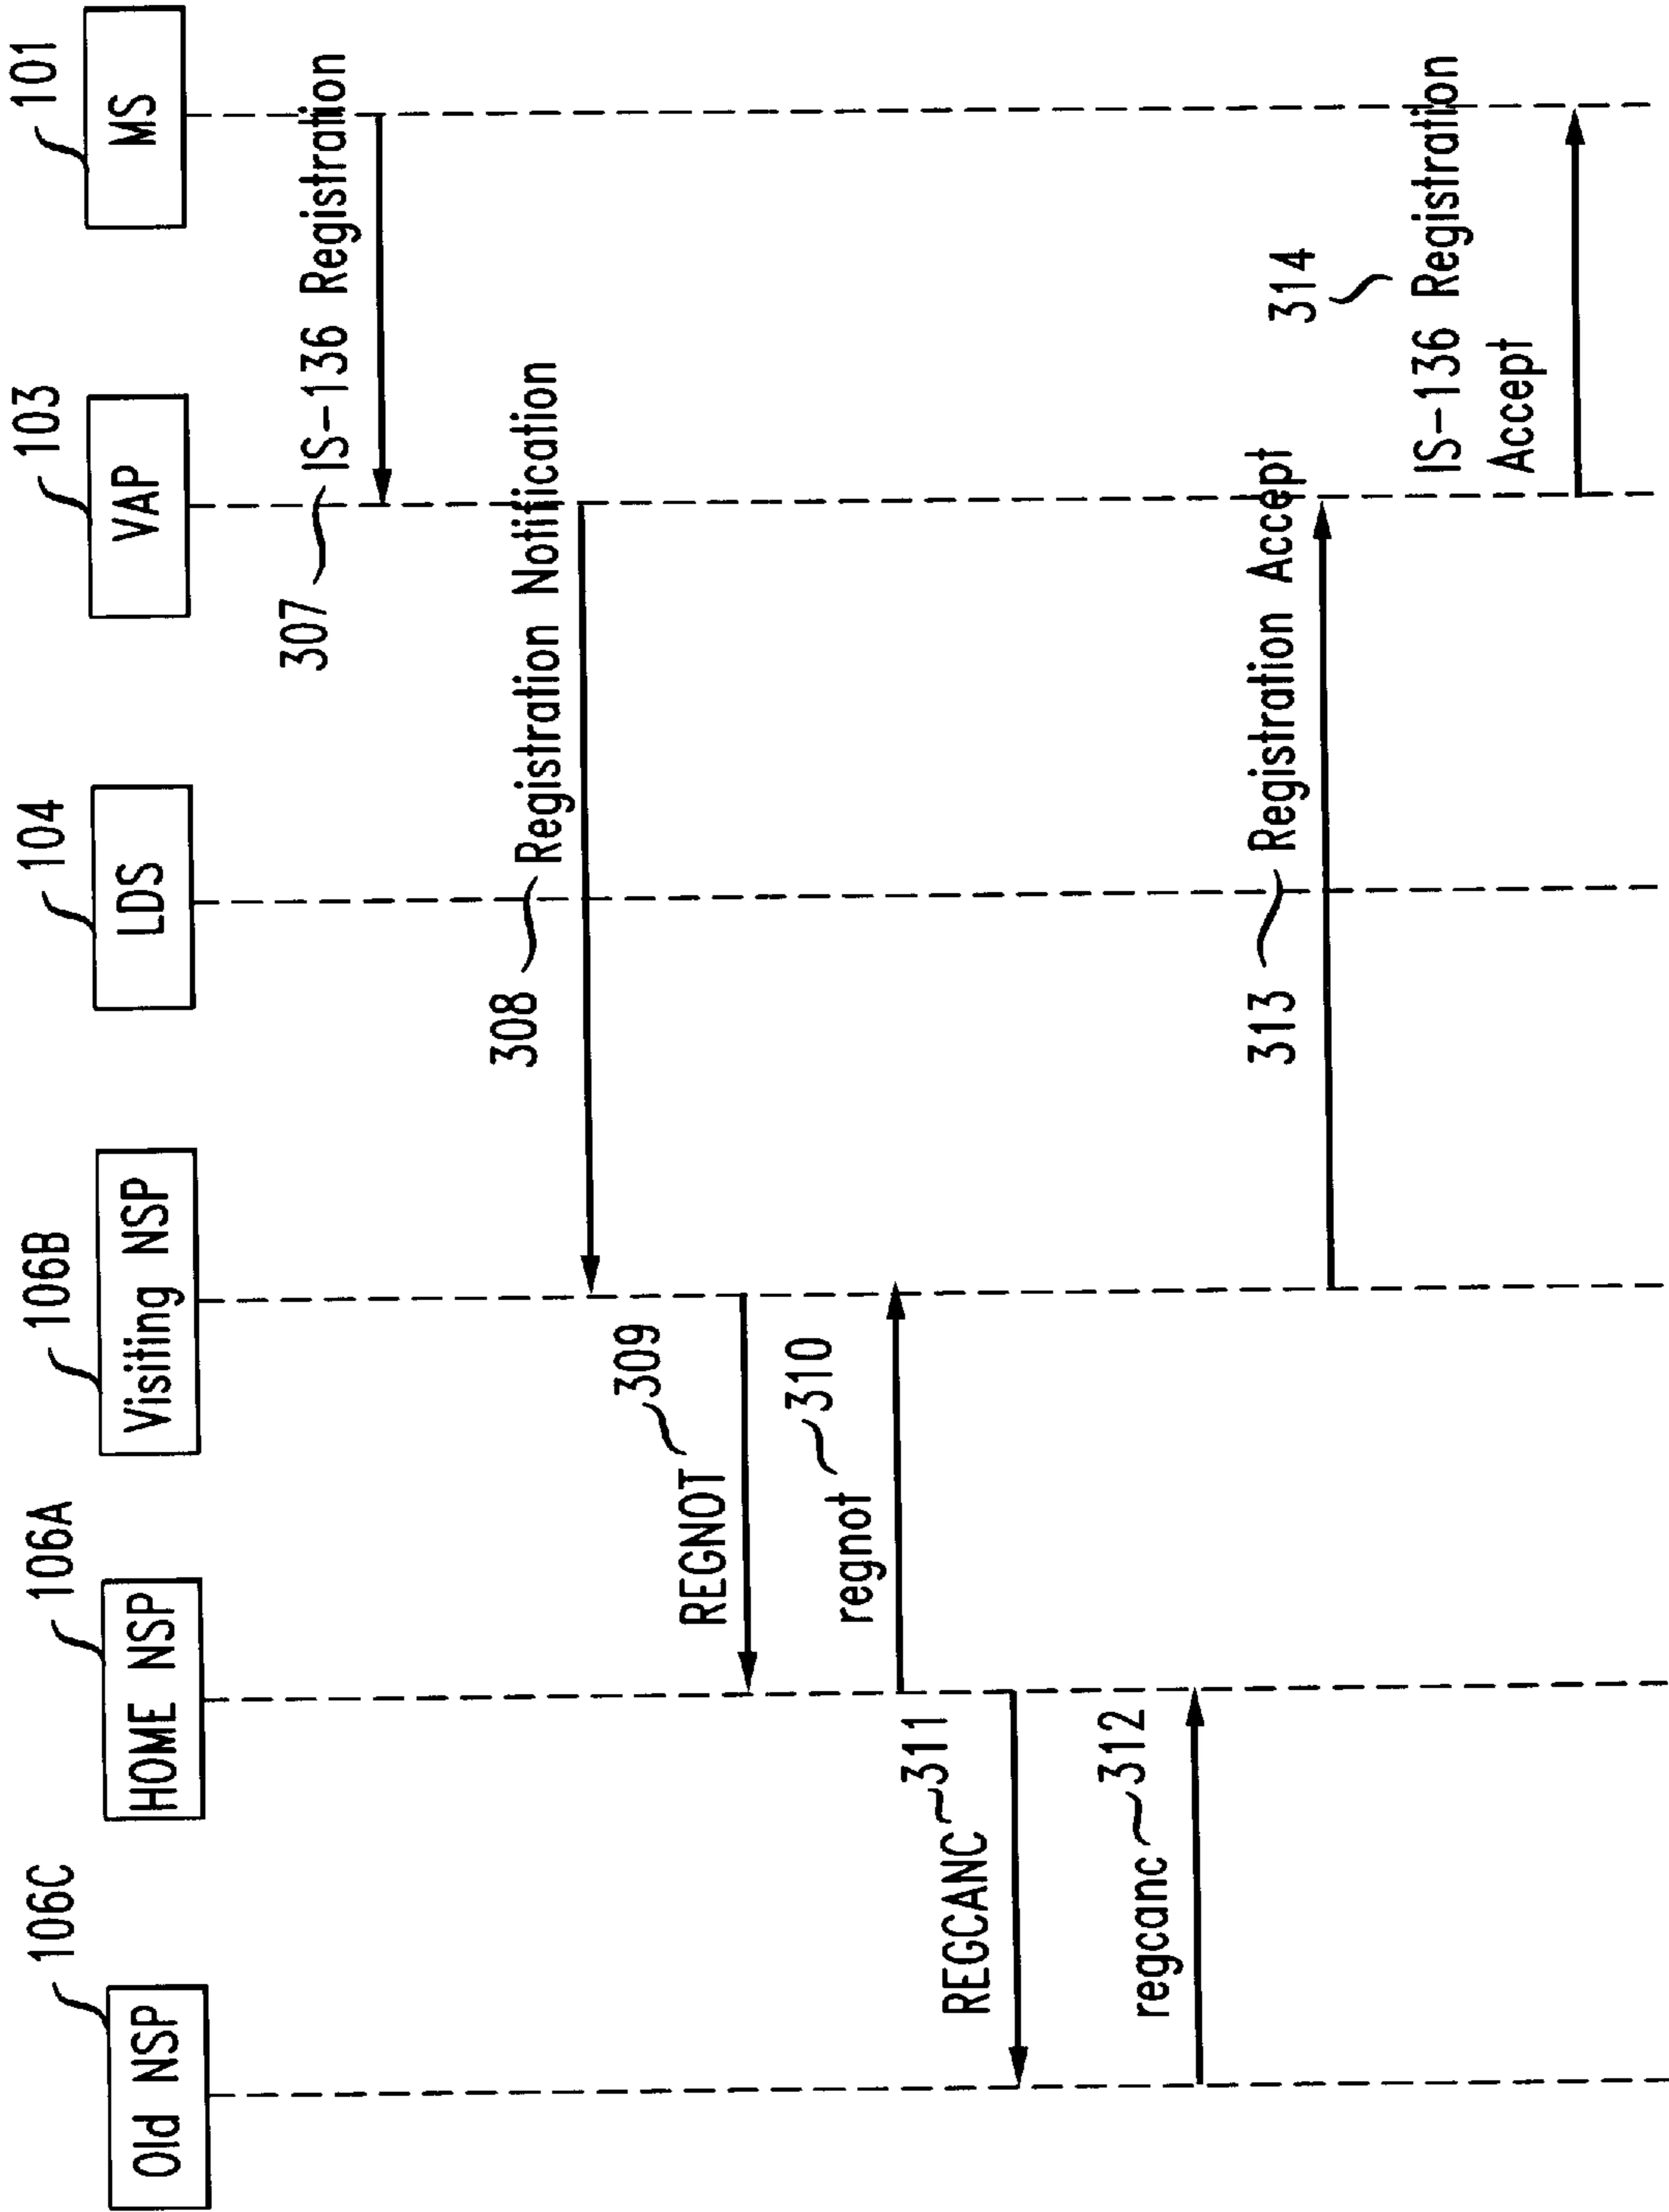 106C
106A
106B
104
103
101
Old NSP
HOME NSP
Visiting NSP
LDS
VAP
MS
307 IS-136 Registration
308 Registration Notification
309
REGNOT
310
regnot
REGCANC 311
regcanc 312
313 Registration Accept
314
IS-136 Registration
Accept